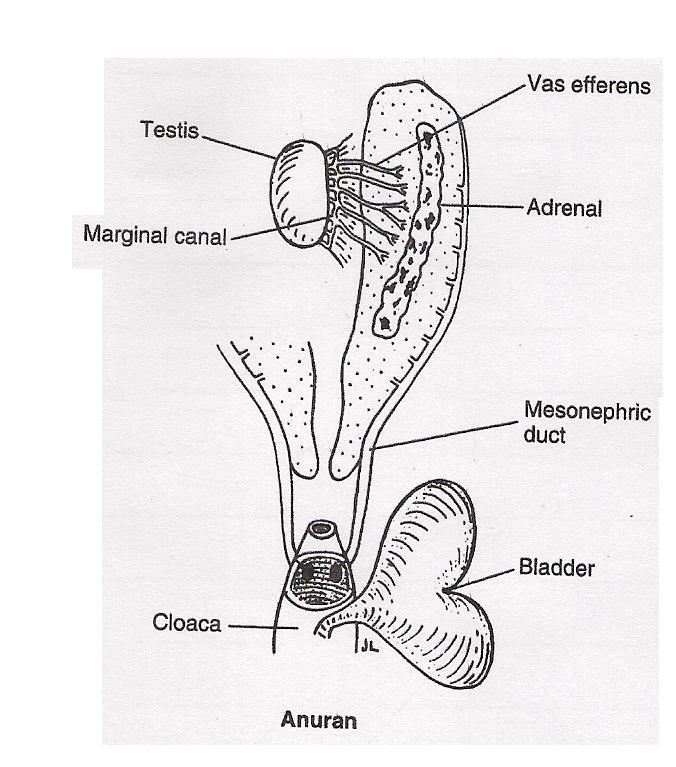 Vas efferens
Testis
Adrenal
Marginal canal
Mesonephric
duct
Bladder
Cloaca
JL
Anuran